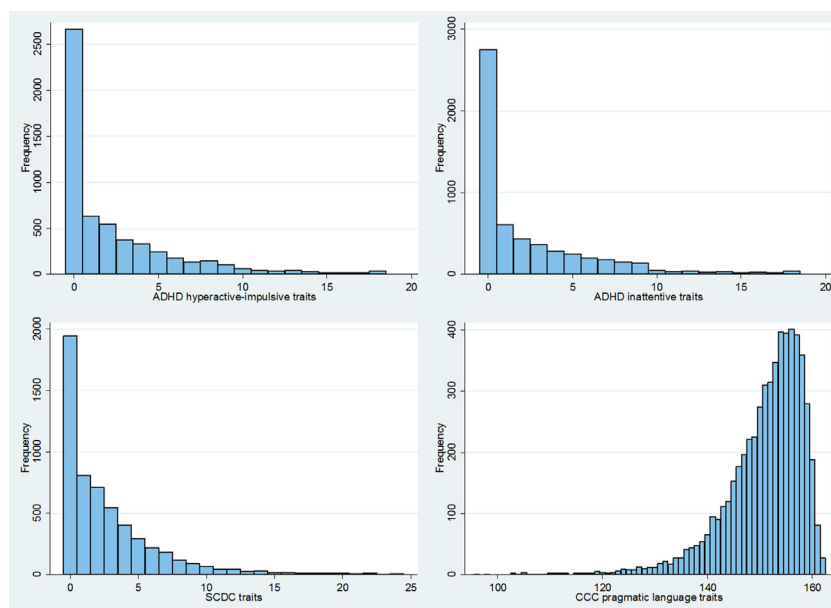 Frequency
2500
2000
1500
1000
500
0
0 5 10 15 20
ADHD hyperactive-impulsive traits
Frequency
3000
2000
1000
0
0 5 10 15 20
ADHD inattentive traits
Frequency
2000
1500
1000
500
0
0 5 10 15 20 25
SCDC traits
Frequency
400
300
200
100
0
100 120 140 160
CCC pragmatic language traits